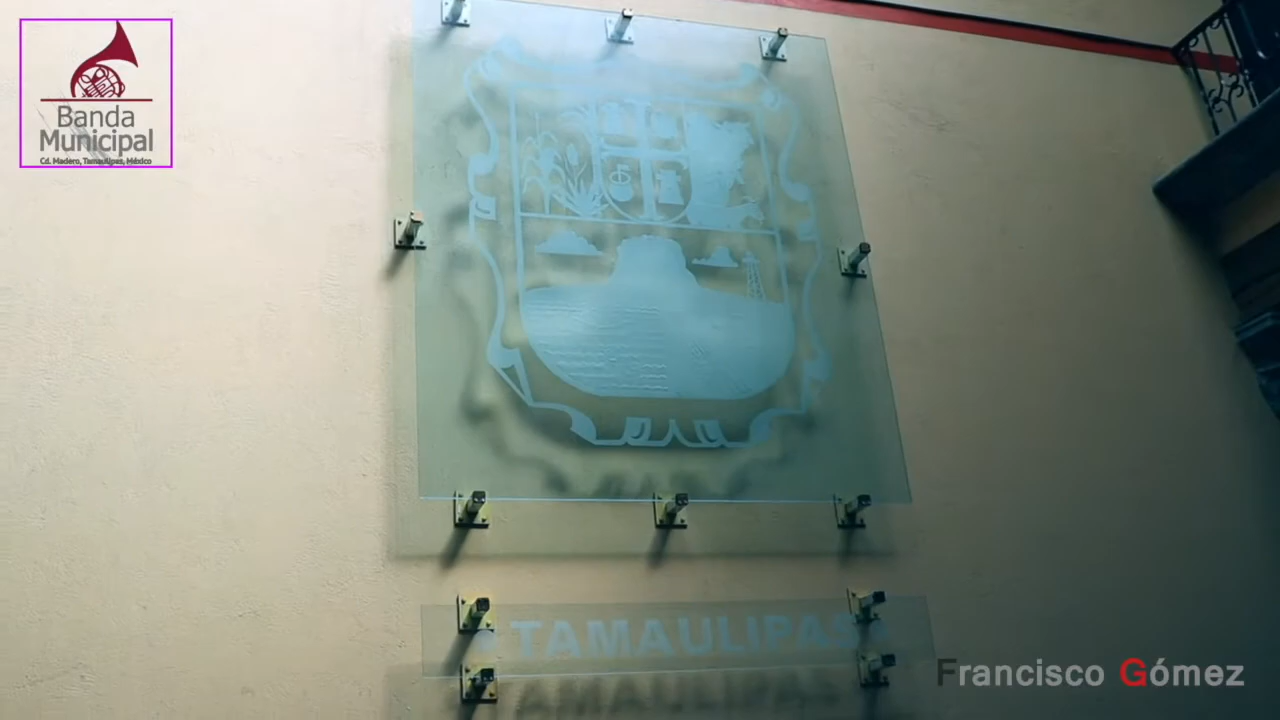 Banda
Municipal
Cd. Madero, Tamaulipas, México
TAMAULIPAS
Francisco Gómez